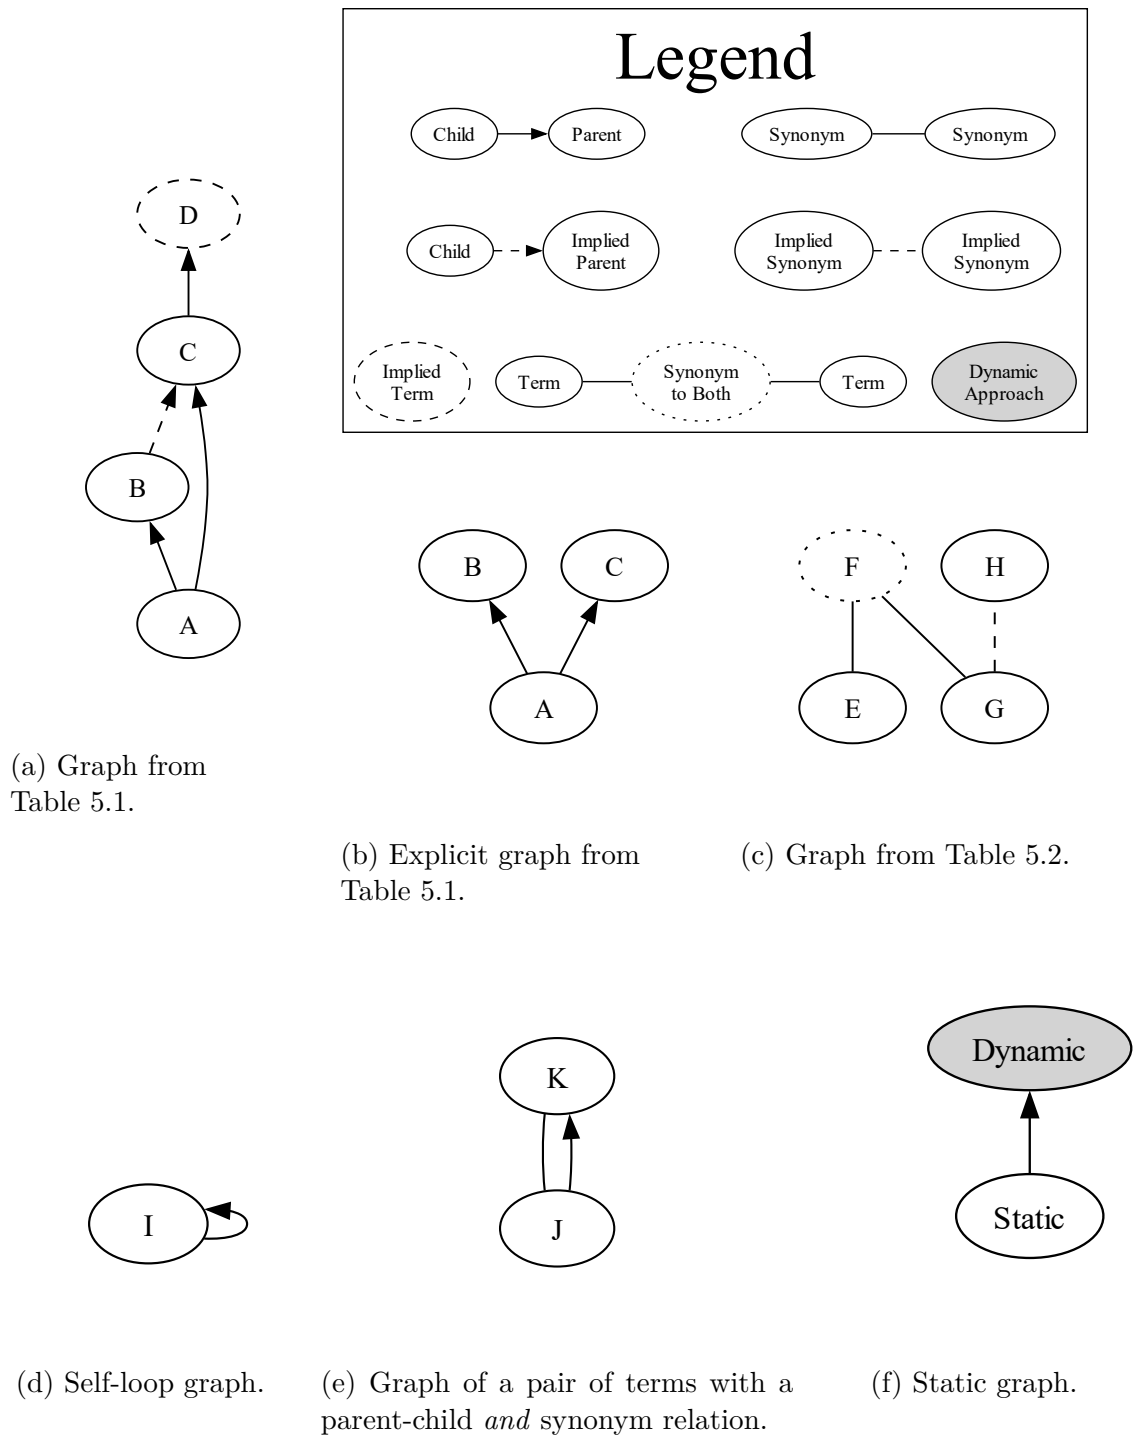 Legend
Child
Parent
Synonym
Synonym
Child
Implied
Parent
Implied
Synonym
Implied
Synonym
Implied
Term
Term
Synonym
to Both
Term
Dynamic
Approach
D
C
B
A
(a) Graph from
Table 5.1.
B
C
A
(b) Explicit graph from
Table 5.1.
F
H
E
G
(c) Graph from Table 5.2.
I
(d) Self-loop graph.
K
J
(e) Graph of a pair of terms with a
parent-child and synonym relation.
Dynamic
Static
(f) Static graph.